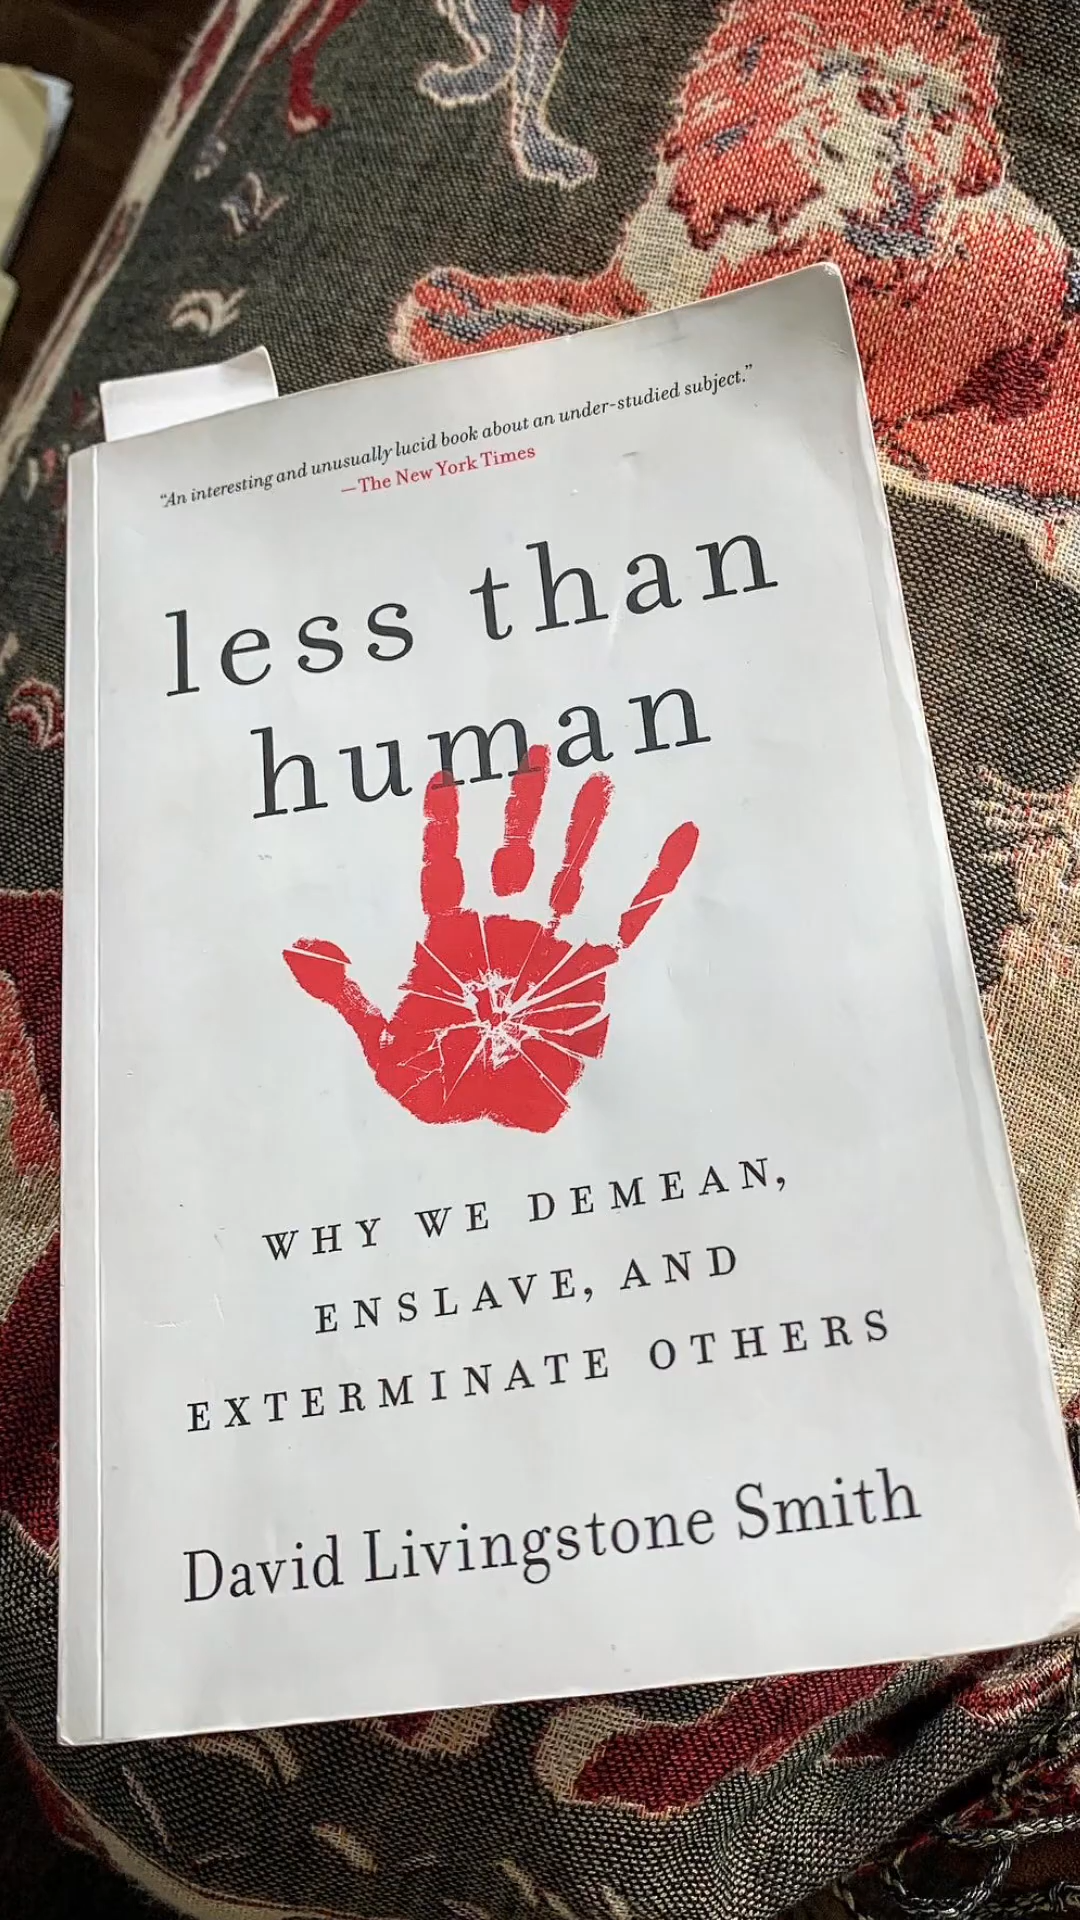 “An interesting and unusually lucid book about an under-studied subject.”
—The New York Times
less than
human
WHY WE DEMEAN,
ENSLAVE, AND
EXTERMINATE OTHERS
David Livingstone Smith